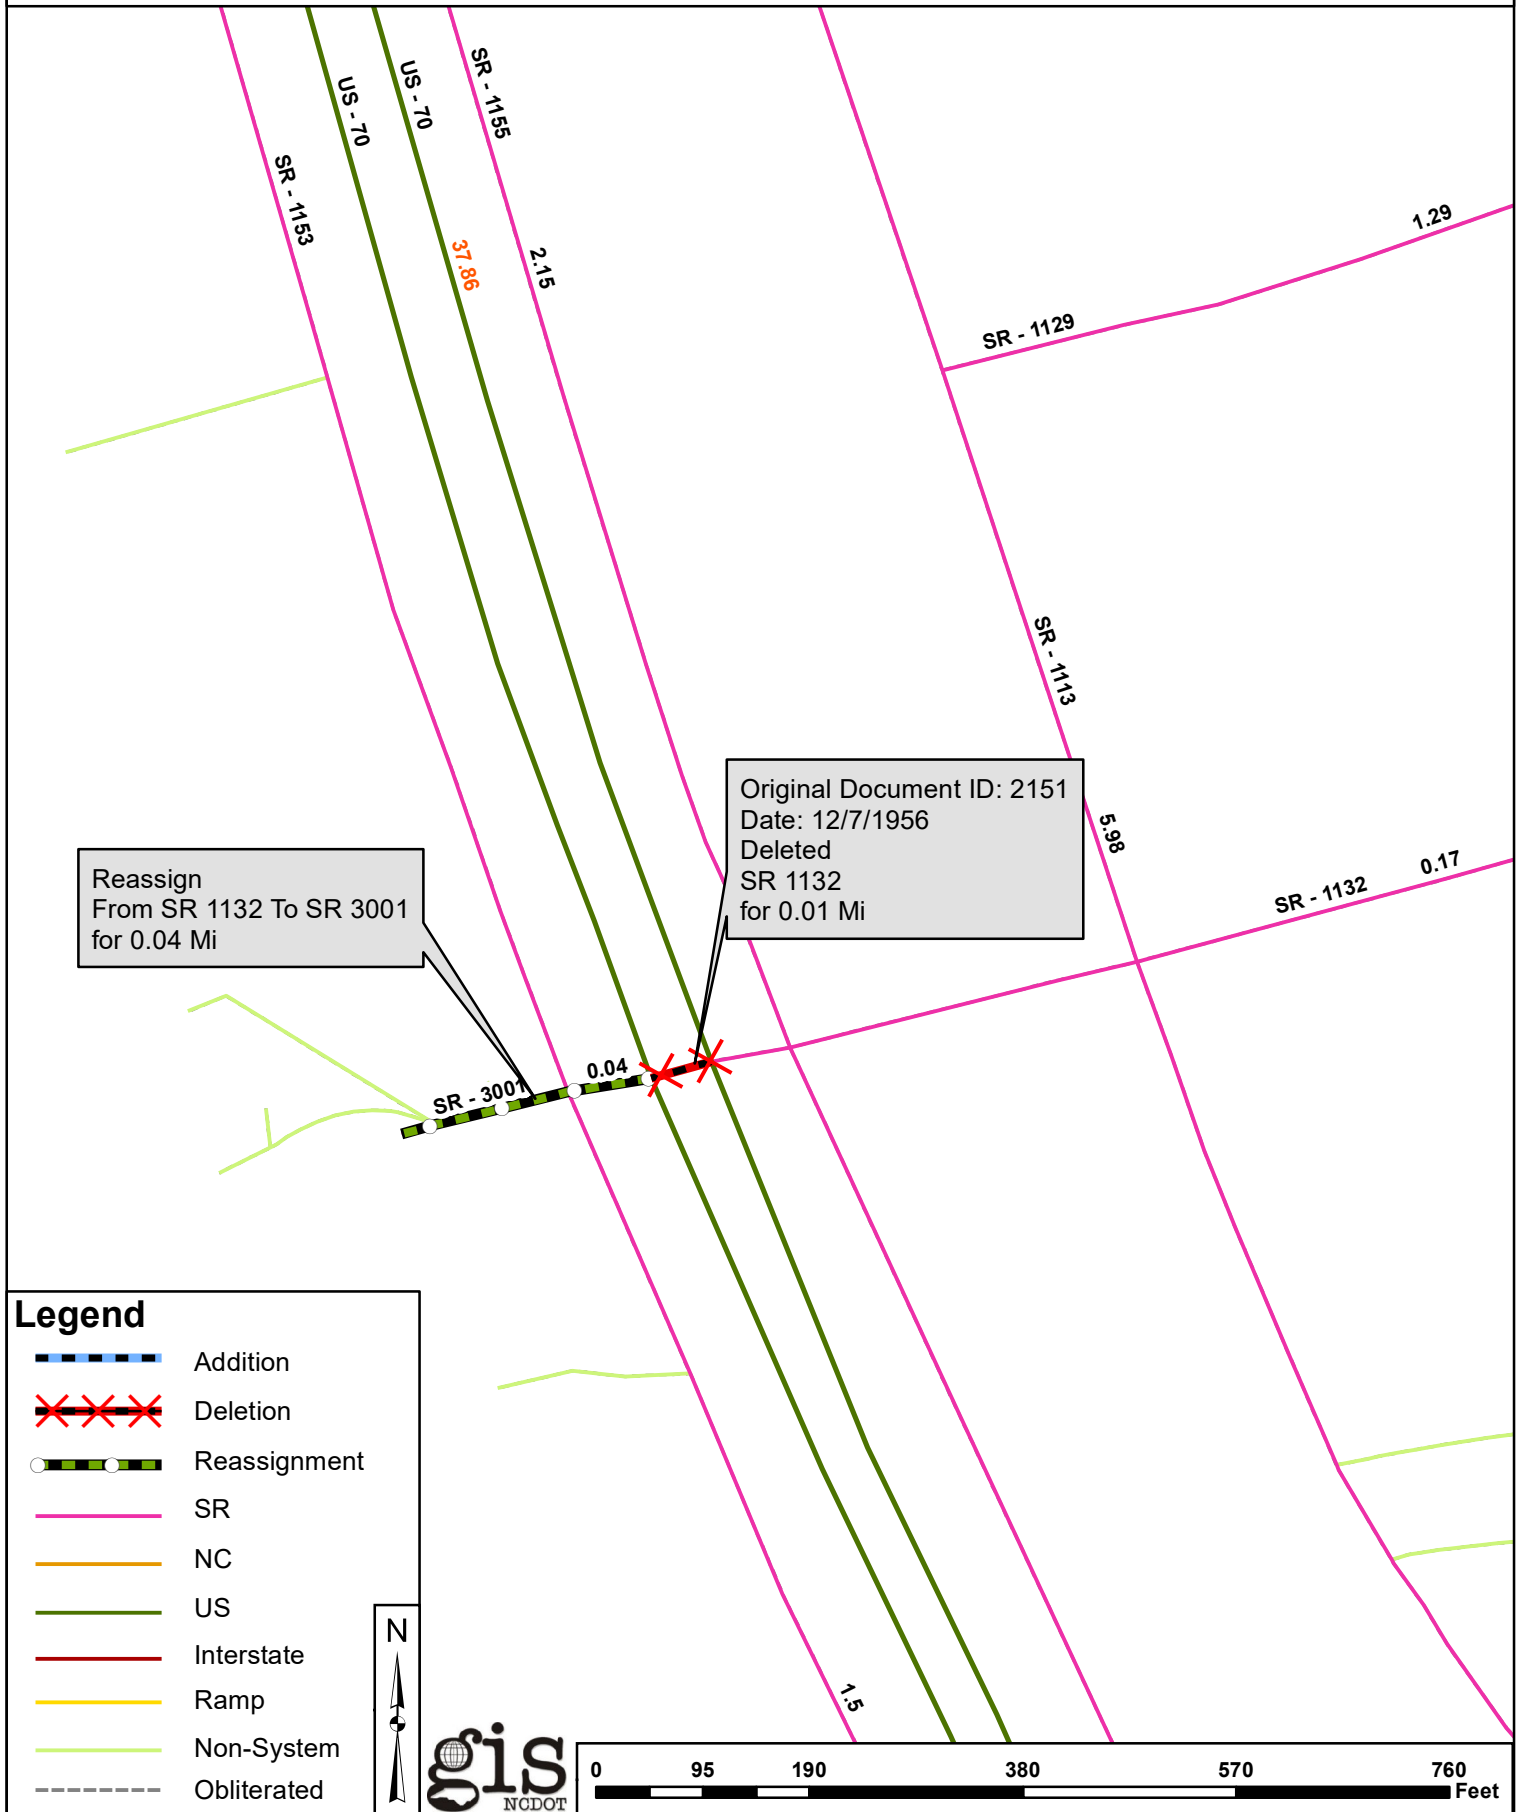 US - 70
US - 70
SR - 1155
SR - 1153
37.86
2.15
1.29
SR - 1129
SR - 1113
5.98
0.17
SR - 1132
Original Document ID: 2151
Date: 12/7/1956
Deleted
SR 1132
for 0.01 Mi
Reassign
From SR 1132 To SR 3001
for 0.04 Mi
0.04
SR - 3001
1.5
Legend
Addition
Deletion
Reassignment
SR
NC
US
Interstate
Ramp
Non-System
Obliterated
N
gis
NCDOT
0 95 190 380 570 760
Feet